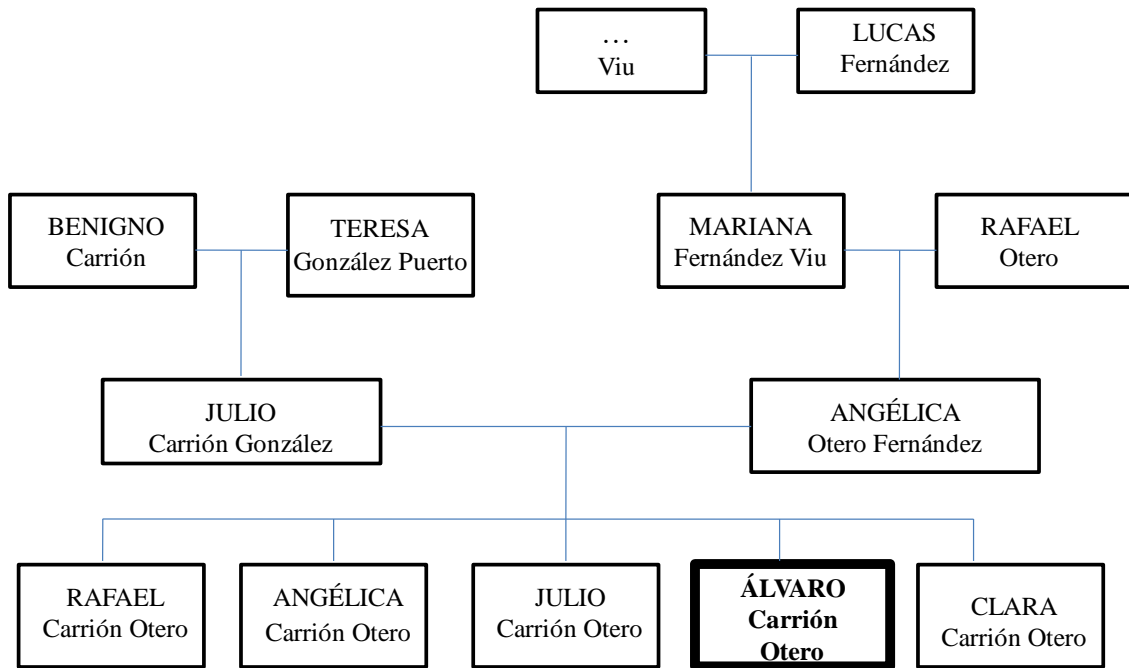 …
Viu
LUCAS
Fernández
BENIGNO
Carrión
TERESA
González Puerto
MARIANA
Fernández Viu
RAFAEL
Otero
JULIO
Carrión González
ANGÉLICA
Otero Fernández
RAFAEL
Carrión Otero
ANGÉLICA
Carrión Otero
JULIO
Carrión Otero
ÁLVARO
Carrión
Otero
CLARA
Carrión Otero